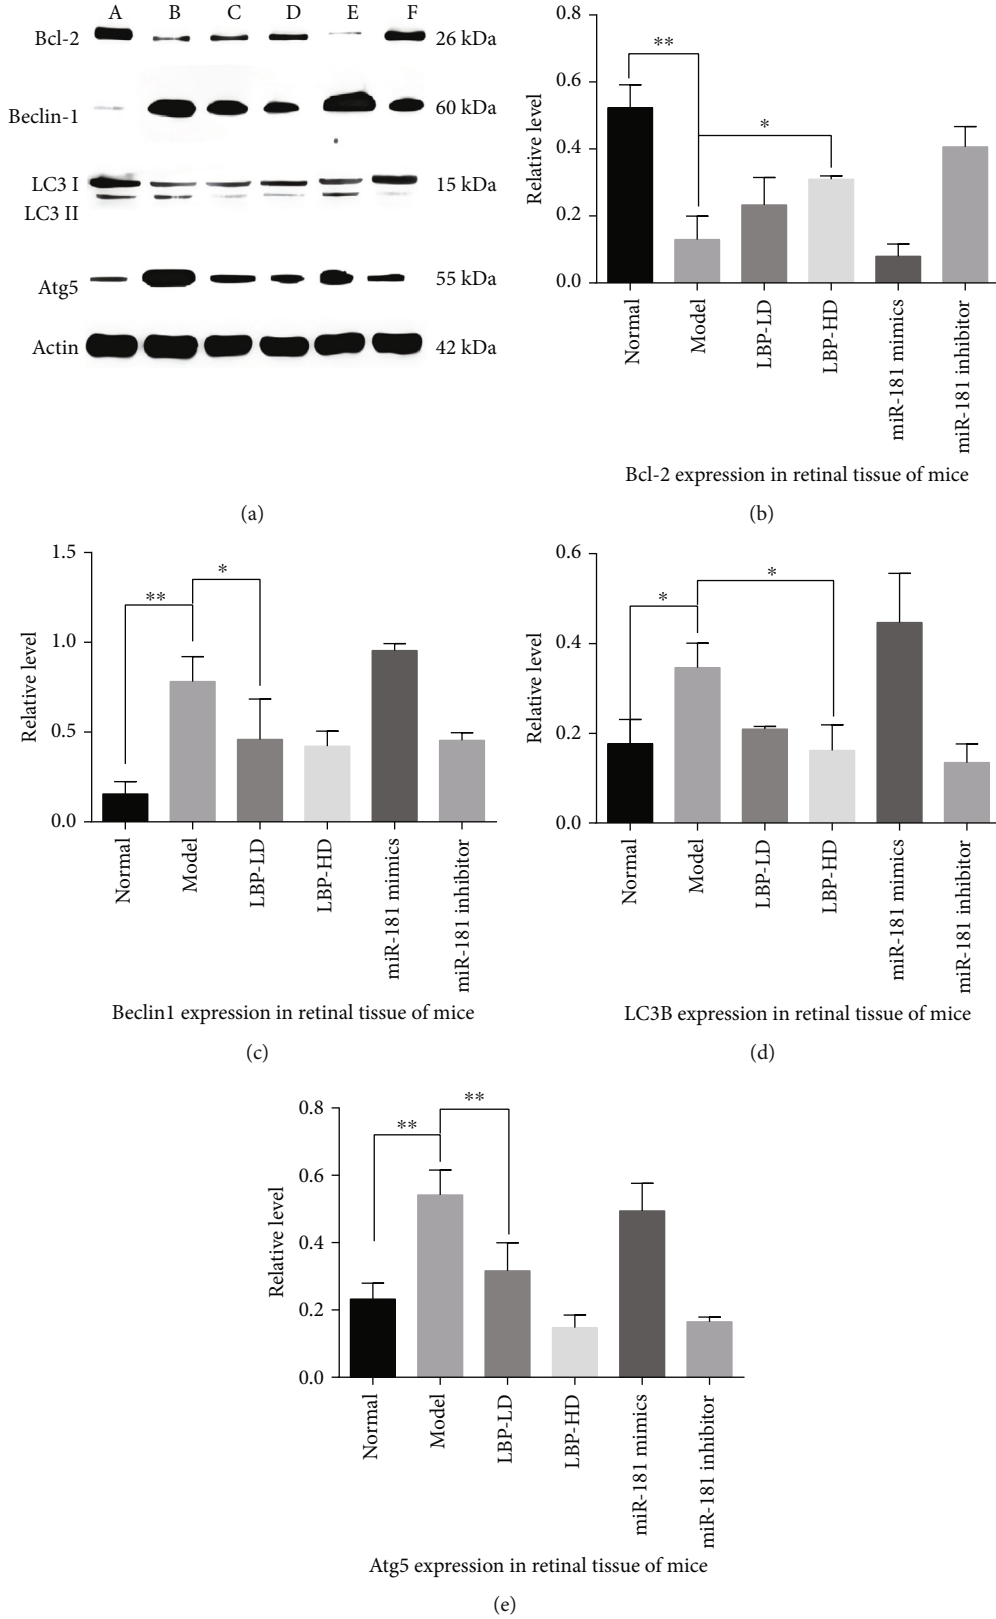 A B C D E F
Bcl-2 26 kDa
Beclin-1 60 kDa
LC3 I 15 kDa
LC3 II
Atg5 55 kDa
Actin 42 kDa
(a)
0.8
0.6
0.4
0.2
0.0
Relative level
**
*
Normal
Model
LBP-LD
LBP-HD
miR-181 mimics
miR-181 inhibitor
Bcl-2 expression in retinal tissue of mice
(b)
1.5
1.0
0.5
0.0
Relative level
**
*
Normal
Model
LBP-LD
LBP-HD
miR-181 mimics
miR-181 inhibitor
Beclin1 expression in retinal tissue of mice
(c)
0.6
0.4
0.2
0.0
Relative level
*
*
Normal
Model
LBP-LD
LBP-HD
miR-181 mimics
miR-181 inhibitor
LC3B expression in retinal tissue of mice
(d)
0.8
0.6
0.4
0.2
0.0
Relative level
**
**
Normal
Model
LBP-LD
LBP-HD
miR-181 mimics
miR-181 inhibitor
Atg5 expression in retinal tissue of mice
(e)